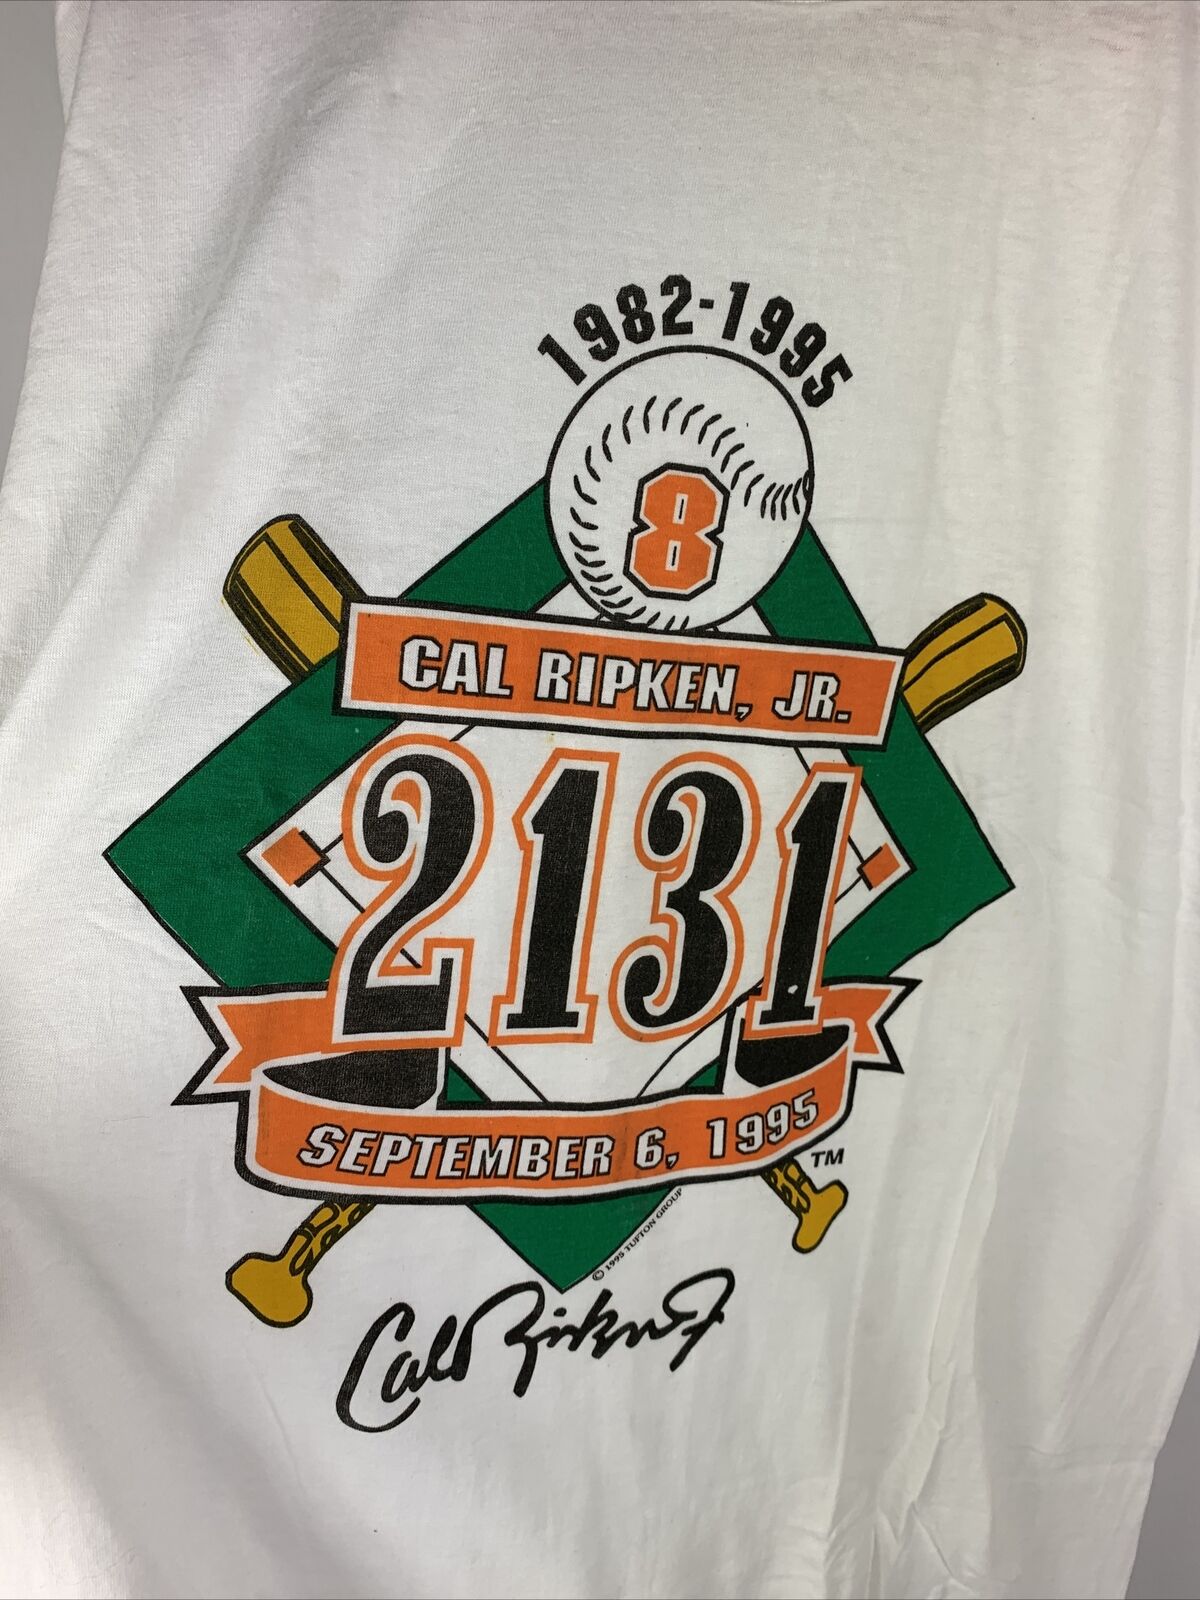 1982-1995
8
CAL RIPKEN, JR.
2131
SEPTEMBER 6, 1995
TM
© 1995 TUFTON GROUP
Cal Ripken Jr